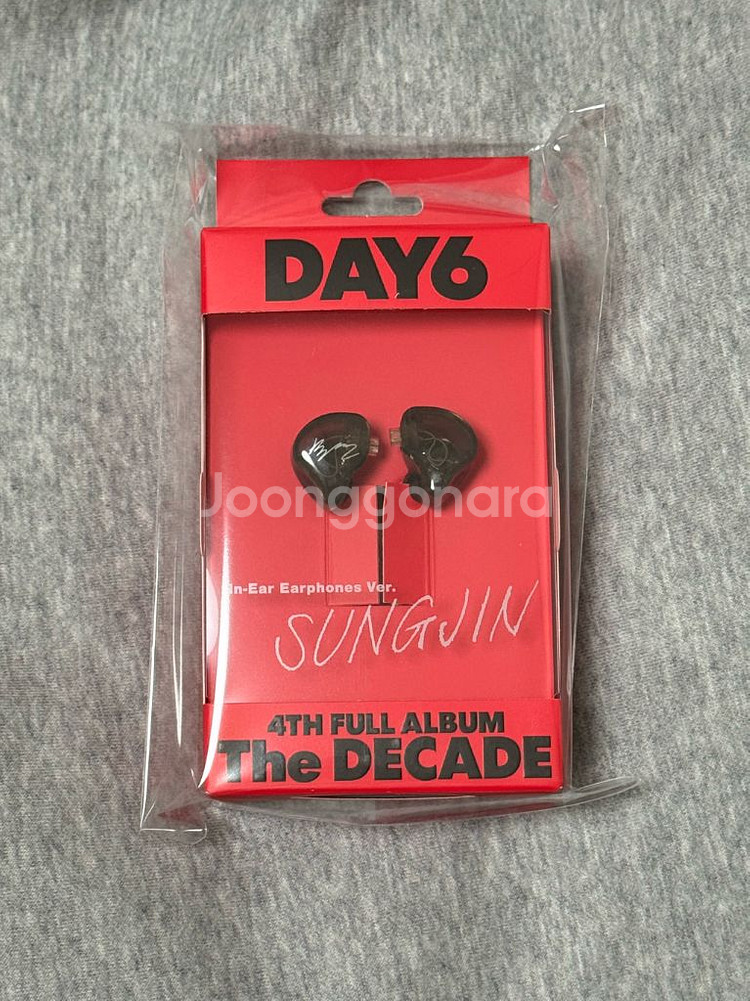 DAY6
Joonggonara
In-Ear Earphones Ver.
SUNGJIN
4TH FULL ALBUM
The DECADE